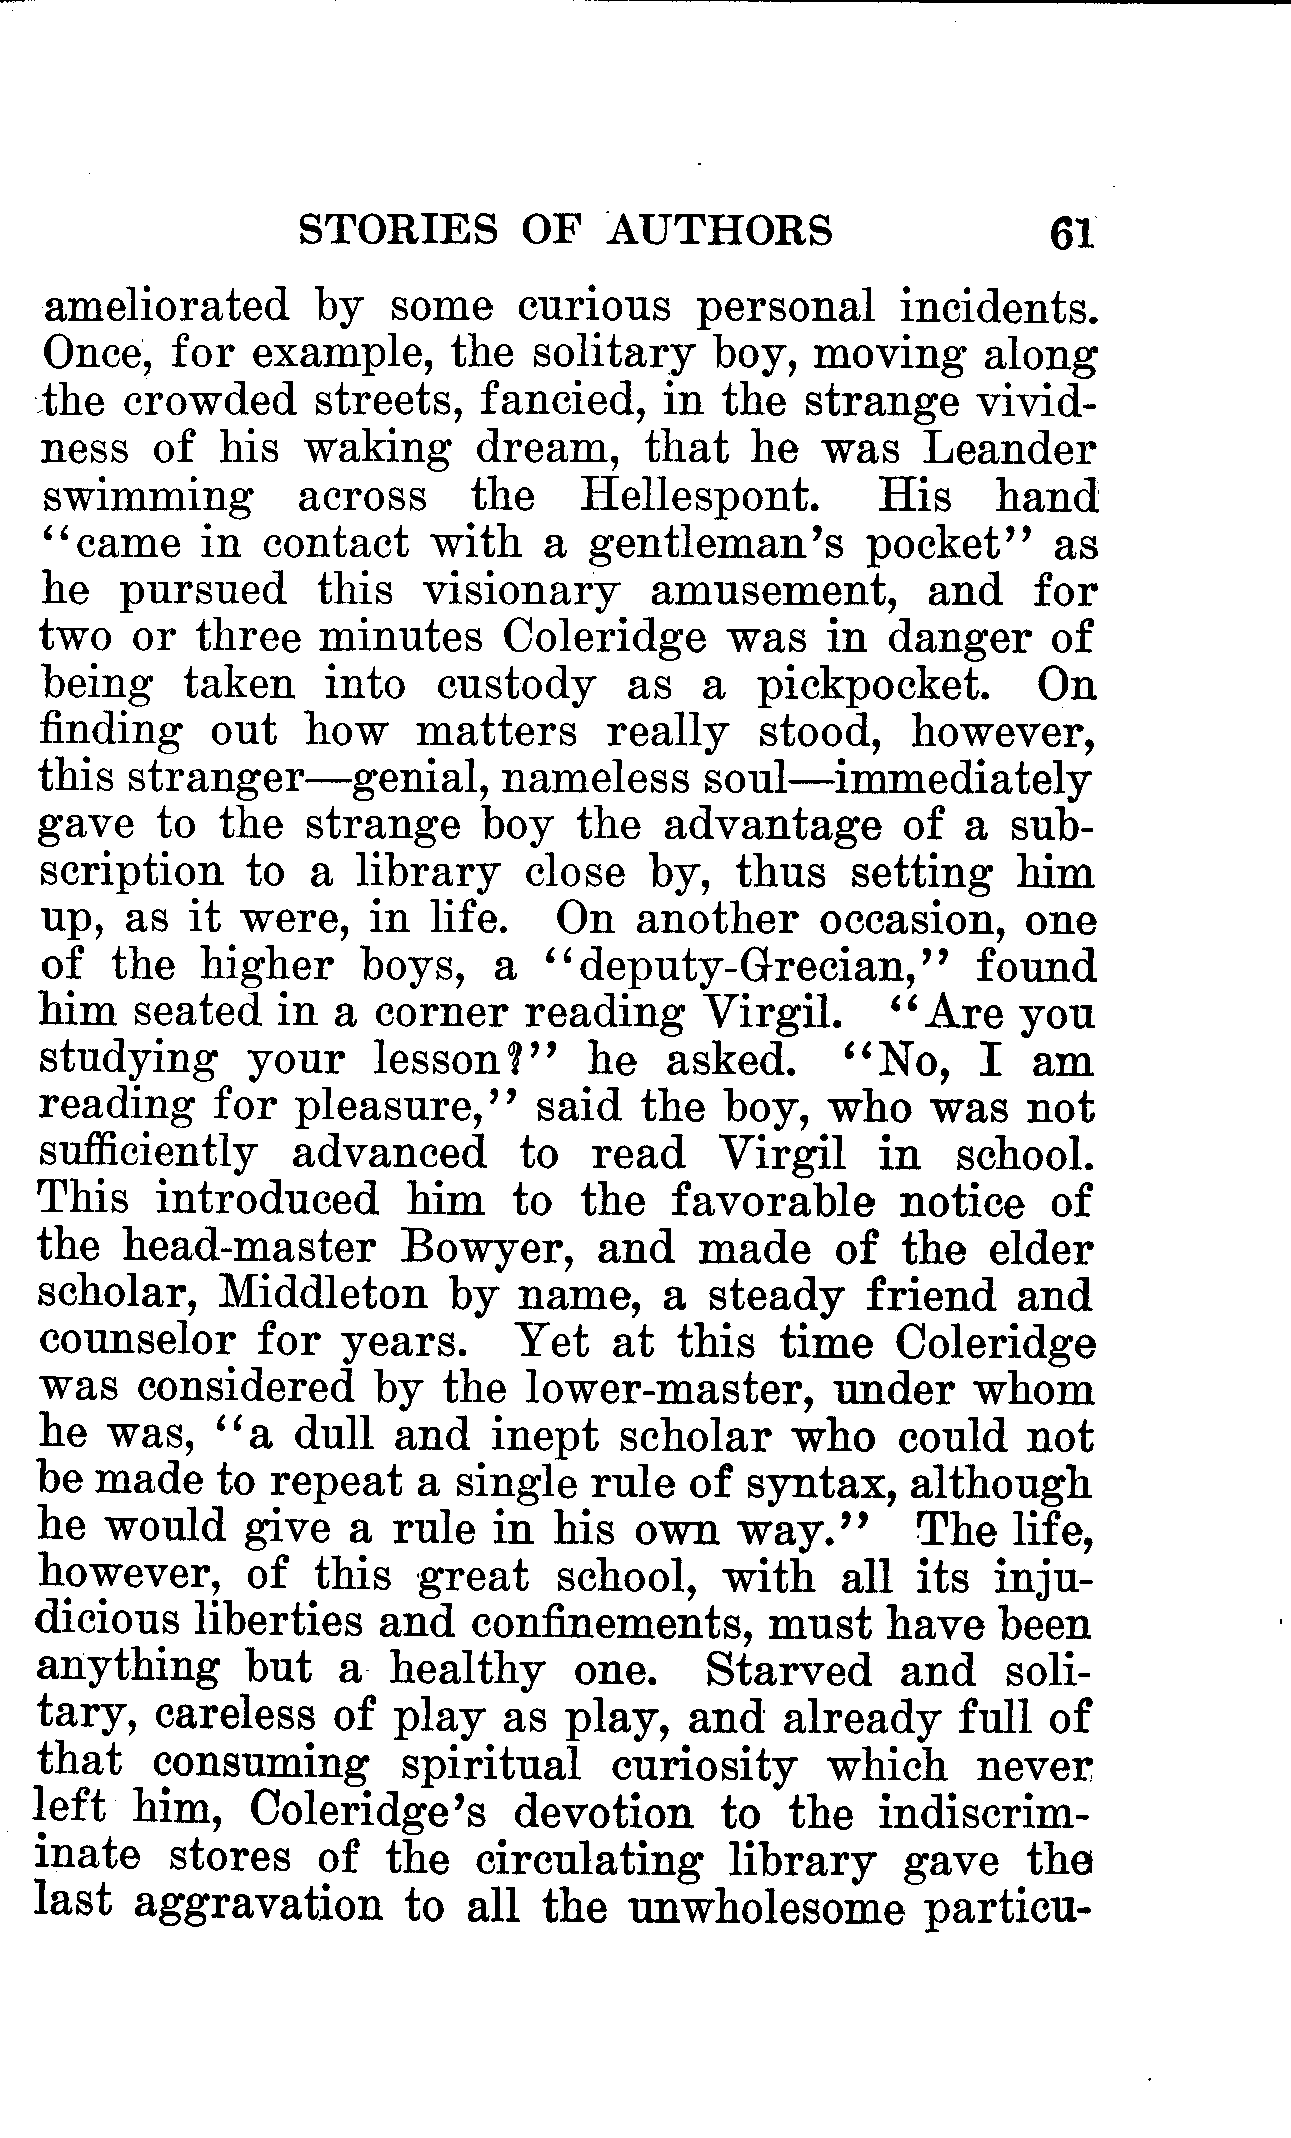 STORIES OF AUTHORS 61
ameliorated by some curious personal incidents.
Once, for example, the solitary boy, moving along
the crowded streets, fancied, in the strange vivid-
ness of his waking dream, that he was Leander
swimming across the Hellespont. His hand
"came in contact with a gentleman's pocket" as
he pursued this visionary amusement, and for
two or three minutes Coleridge was in danger of
being taken into custody as a pickpocket. On
finding out how matters really stood, however,
this stranger—genial, nameless soul—immediately
gave to the strange boy the advantage of a sub-
scription to a library close by, thus setting him
up, as it were, in life. On another occasion, one
of the higher boys, a "deputy-Grecian," found
him seated in a corner reading Virgil. "Are you
studying your lesson?" he asked. "No, I am
reading for pleasure," said the boy, who was not
sufficiently advanced to read Virgil in school.
This introduced him to the favorable notice of
the head-master Bowyer, and made of the elder
scholar, Middleton by name, a steady friend and
counselor for years. Yet at this time Coleridge
was considered by the lower-master, under whom
he was, "a dull and inept scholar who could not
be made to repeat a single rule of syntax, although
he would give a rule in his own way." The life,
however, of this great school, with all its inju-
dicious liberties and confinements, must have been
anything but a healthy one. Starved and soli-
tary, careless of play as play, and already full of
that consuming spiritual curiosity which never
left him, Coleridge's devotion to the indiscrim-
inate stores of the circulating library gave the
last aggravation to all the unwholesome particu-